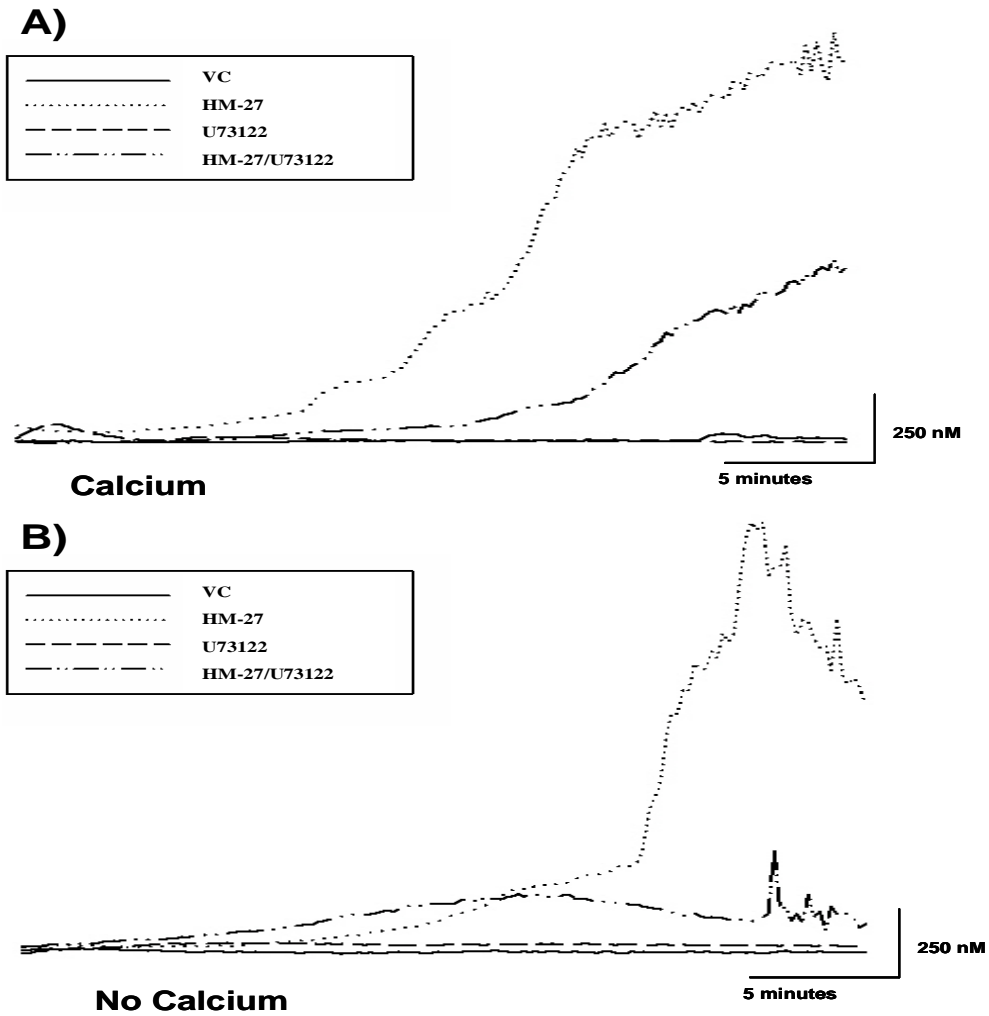 A)
VC
HM-27
U73122
HM-27/U73122
250 nM
5 minutes
Calcium
B)
VC
HM-27
U73122
HM-27/U73122
250 nM
5 minutes
No Calcium